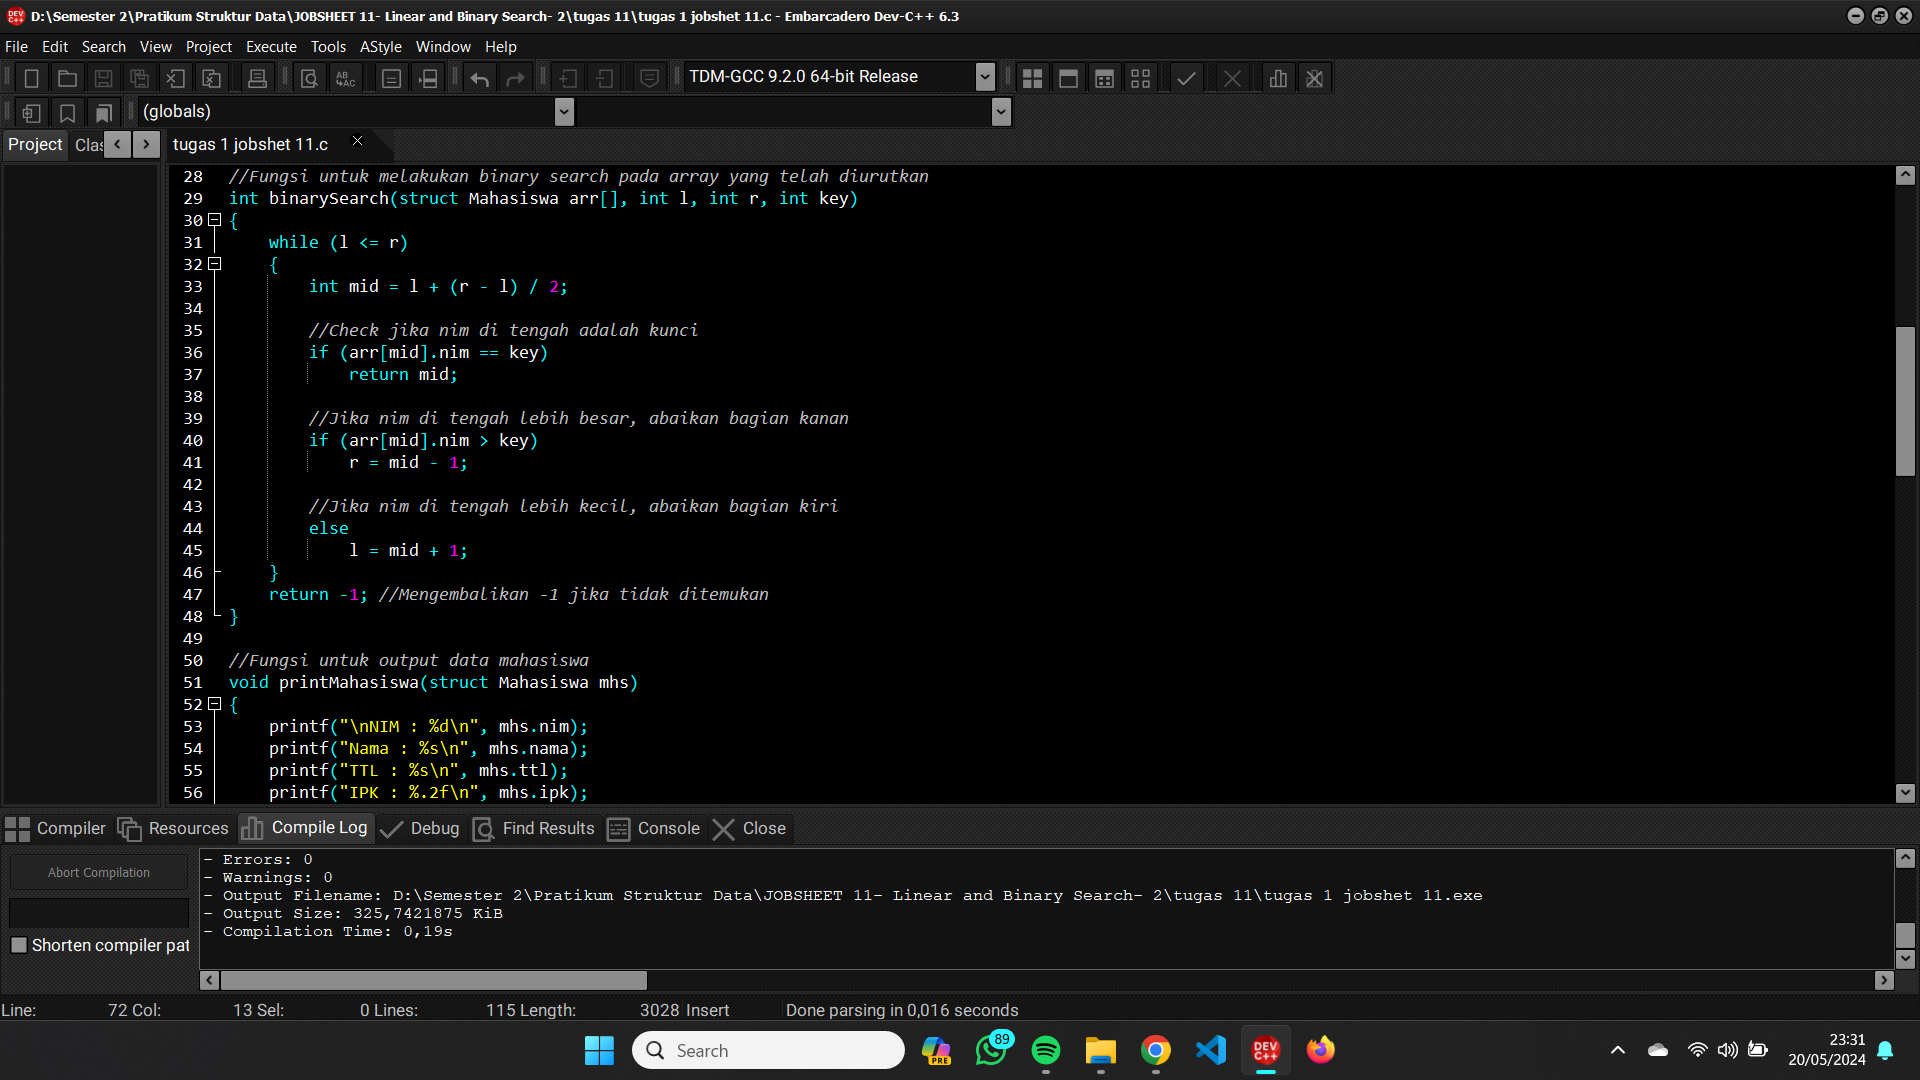 D:\Semester 2\Pratikum Struktur Data\JOBSHEET 11- Linear and Binary Search- 2\tugas 11\tugas 1 jobshet 11.c - Embarcadero Dev-C++ 6.3
File Edit Search View Project Execute Tools AStyle Window Help
TDM-GCC 9.2.0 64-bit Release
(globals)
Project Clas tugas 1 jobshet 11.c
28 //Fungsi untuk melakukan binary search pada array yang telah diurutkan
29 int binarySearch(struct Mahasiswa arr[], int l, int r, int key)
30 {
31 while (l <= r)
32 {
33 int mid = l + (r - l) / 2;
34
35 //Check jika nim di tengah adalah kunci
36 if (arr[mid].nim == key)
37 return mid;
38
39 //Jika nim di tengah lebih besar, abaikan bagian kanan
40 if (arr[mid].nim > key)
41 r = mid - 1;
42
43 //Jika nim di tengah lebih kecil, abaikan bagian kiri
44 else
45 l = mid + 1;
46 }
47 return -1; //Mengembalikan -1 jika tidak ditemukan
48 }
49
50 //Fungsi untuk output data mahasiswa
51 void printMahasiswa(struct Mahasiswa mhs)
52 {
53 printf("\nNIM : %d\n", mhs.nim);
54 printf("Nama : %s\n", mhs.nama);
55 printf("TTL : %s\n", mhs.ttl);
56 printf("IPK : %.2f\n", mhs.ipk);
Compiler Resources Compile Log Debug Find Results Console Close
Abort Compilation
Shorten compiler pat
- Errors: 0
- Warnings: 0
- Output Filename: D:\Semester 2\Pratikum Struktur Data\JOBSHEET 11- Linear and Binary Search- 2\tugas 11\tugas 1 jobshet 11.exe
- Output Size: 325,7421875 KiB
- Compilation Time: 0,19s
Line: 72 Col: 13 Sel: 0 Lines: 115 Length: 3028 Insert Done parsing in 0,016 seconds
Search
PRE
89
DEV C++
23:31
20/05/2024